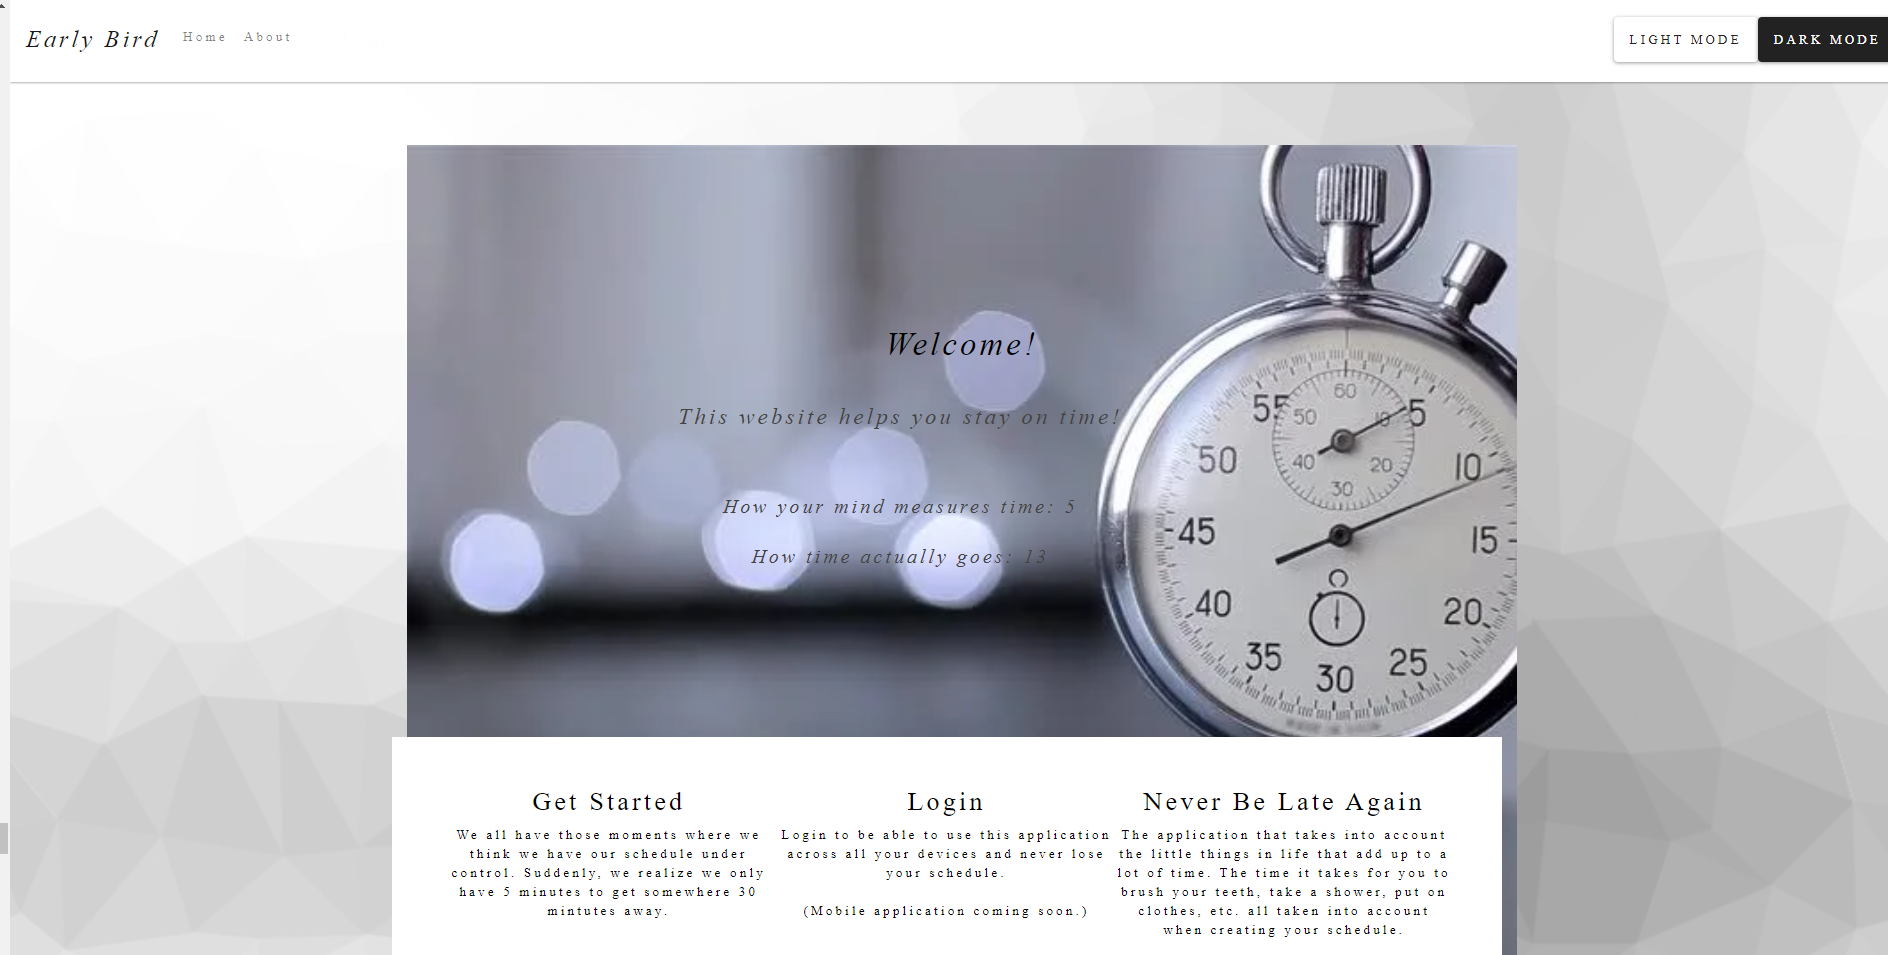 Early Bird Home About LIGHT MODE DARK MODE
Welcome!
This website helps you stay on time!
How your mind measures time: 5
How time actually goes: 13
60
55 50 10 5
50 40 20 10
30
45 15
40 20
35 25
30
Get Started
We all have those moments where we
think we have our schedule under
control. Suddenly, we realize we only
have 5 minutes to get somewhere 30
mintutes away.
Login
Login to be able to use this application
across all your devices and never lose
your schedule.
(Mobile application coming soon.)
Never Be Late Again
The application that takes into account
the little things in life that add up to a
lot of time. The time it takes for you to
brush your teeth, take a shower, put on
clothes, etc. all taken into account
when creating your schedule.